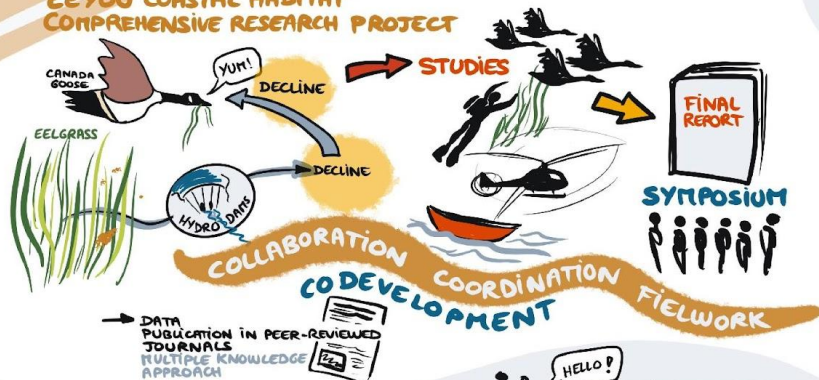 COMPREHENSIVE RESEARCH PROJECT
CANADA
GOOSE
YUM!
DECLINE
STUDIES
EELGRASS
DECLINE
HYDRO DAMS
FINAL
REPORT
SYMPOSIUM
COLLABORATION COORDINATION FIELWORK
CODEVELOPMENT
DATA
PUBLICATION IN PEER-REVIEWED
JOURNALS
MULTIPLE KNOWLEDGE
APPROACH
HELLO!